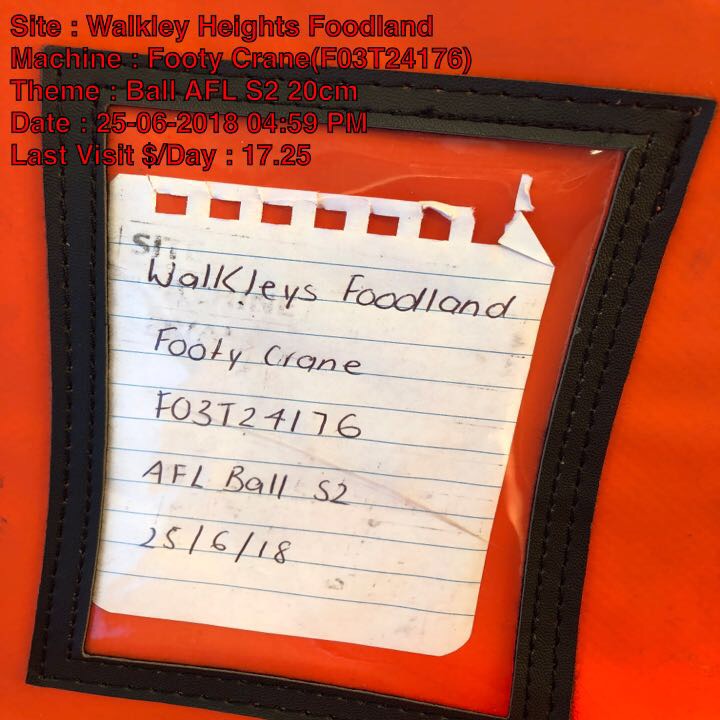 Site : Walkley Heights Foodland
Machine : Footy Crane(F03T24176)
Theme : Ball AFL S2 20cm
Date : 25-06-2018 04:59 PM
Last Visit $/Day : 17.25
Walkleys Foodland
Footy Crane
F03T24176
AFL Ball S2
25/6/18